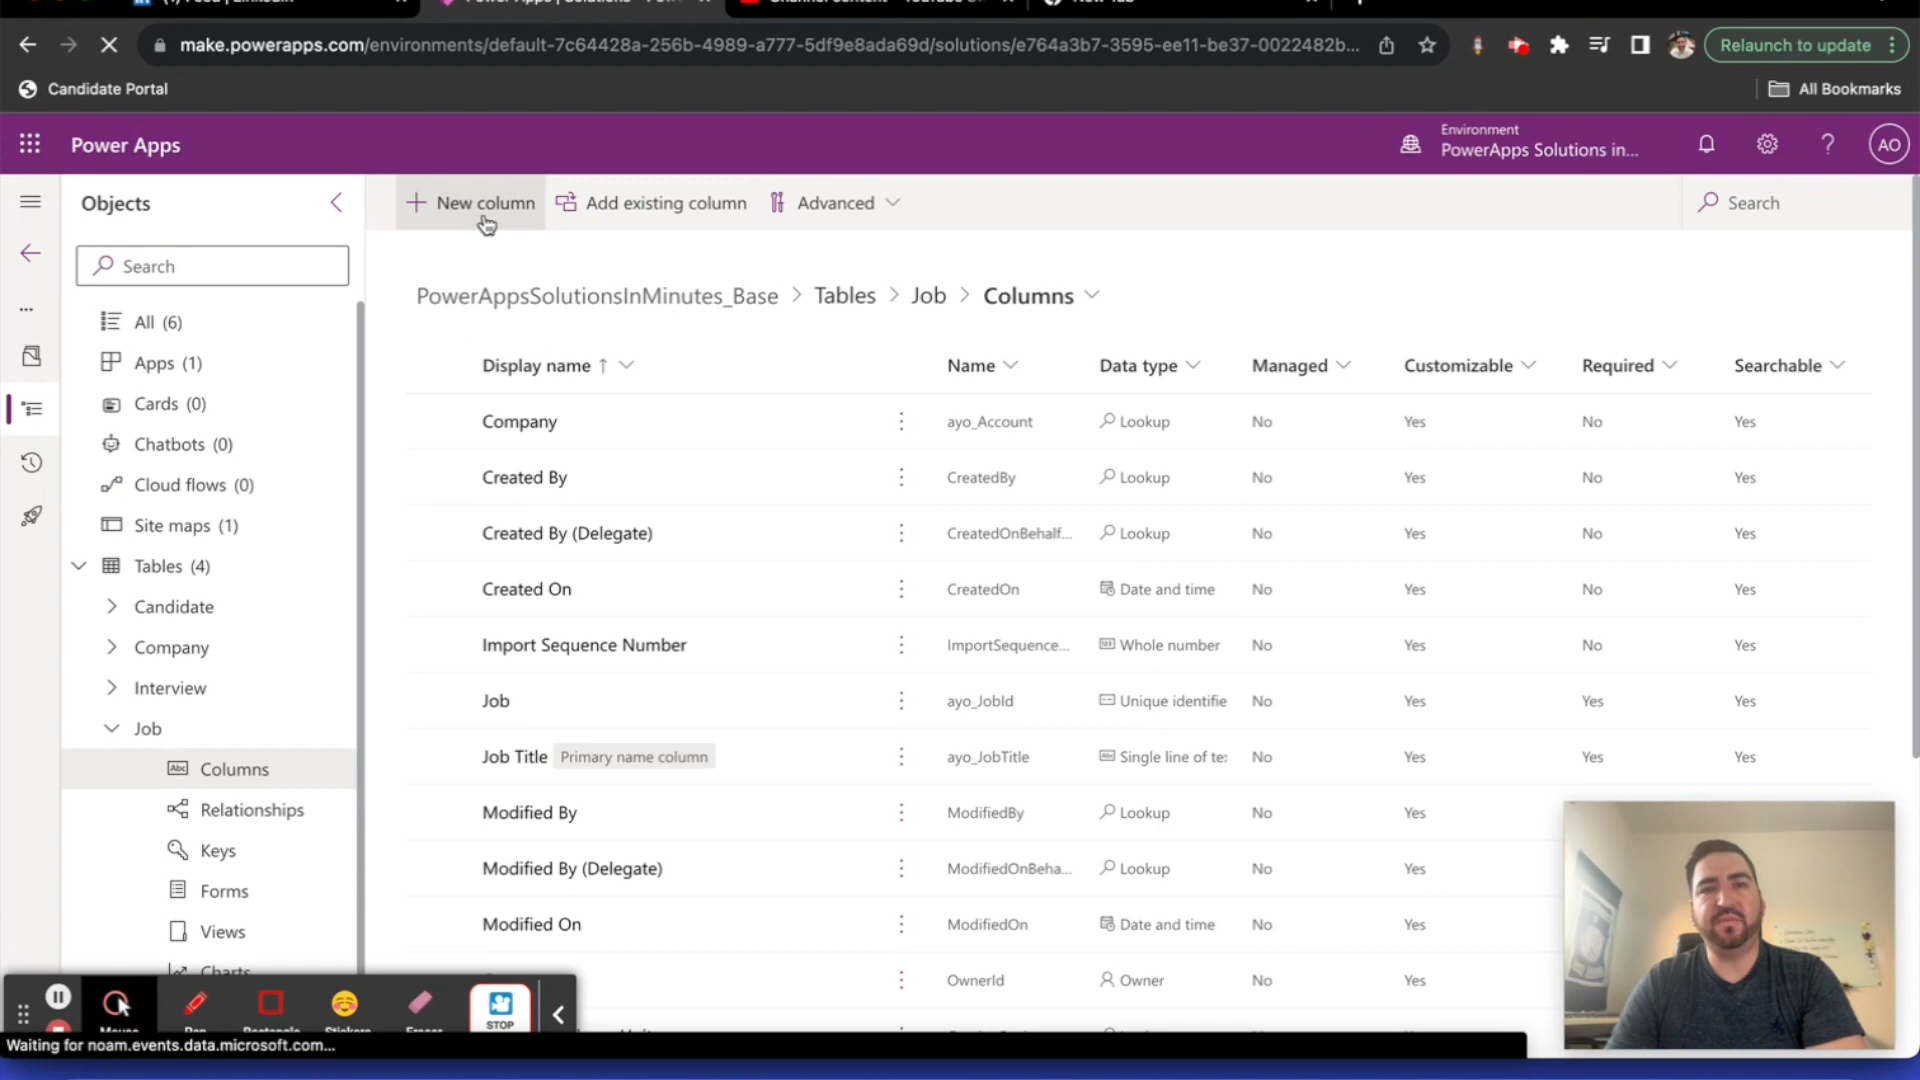 make.powerapps.com/environments/default-7c64428a-256b-4989-a777-5df9e8ada69d/solutions/e764a3b7-3595-ee11-be37-0022482b...
Relaunch to update
Candidate Portal
All Bookmarks
Power Apps
Environment
PowerApps Solutions in...
AO
Objects
New column
Add existing column
Advanced
Search
Search
PowerAppsSolutionsInMinutes_Base > Tables > Job > Columns
All (6)
Apps (1)
Cards (0)
Chatbots (0)
Cloud flows (0)
Site maps (1)
Tables (4)
Candidate
Company
Interview
Job
Columns
Relationships
Keys
Forms
Views
Charts
Display name ↑ Name Data type Managed Customizable Required Searchable
Company ayo_Account Lookup No Yes No Yes
Created By CreatedBy Lookup No Yes No Yes
Created By (Delegate) CreatedOnBehalf... Lookup No Yes No Yes
Created On CreatedOn Date and time No Yes No Yes
Import Sequence Number ImportSequence... Whole number No Yes No Yes
Job ayo_JobId Unique identifie No Yes Yes Yes
Job Title Primary name column ayo_JobTitle Single line of te No Yes Yes Yes
Modified By ModifiedBy Lookup No Yes
Modified By (Delegate) ModifiedOnBeha... Lookup No Yes
Modified On ModifiedOn Date and time No Yes
OwnerId Owner No Yes
Mouse Pen Rectangle Stickers Eraser STOP
Waiting for noam.events.data.microsoft.com...